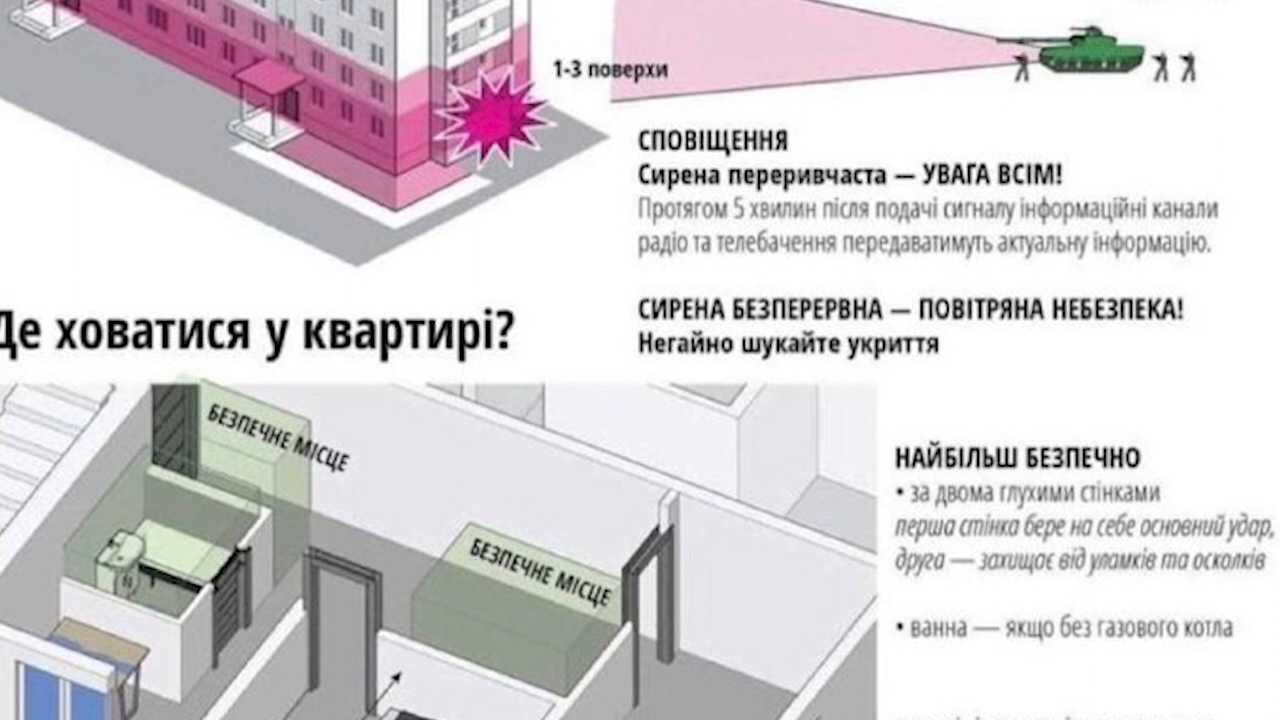 1-3 поверхи
СПОВІЩЕННЯ
Сирена переривчаста — УВАГА ВСІМ!
Протягом 5 хвилин після подачі сигналу інформаційні канали
радіо та телебачення передаватимуть актуальну інформацію.
СИРЕНА БЕЗПЕРЕРВНА — ПОВІТРЯНА НЕБЕЗПЕКА!
Негайно шукайте укриття
Де ховатися у квартирі?
БЕЗПЕЧНЕ МІСЦЕ
БЕЗПЕЧНЕ МІСЦЕ
НАЙБІЛЬШ БЕЗПЕЧНО
• за двома глухими стінками
перша стінка бере на себе основний удар,
друга — захищає від уламків та осколків
• ванна — якщо без газового котла